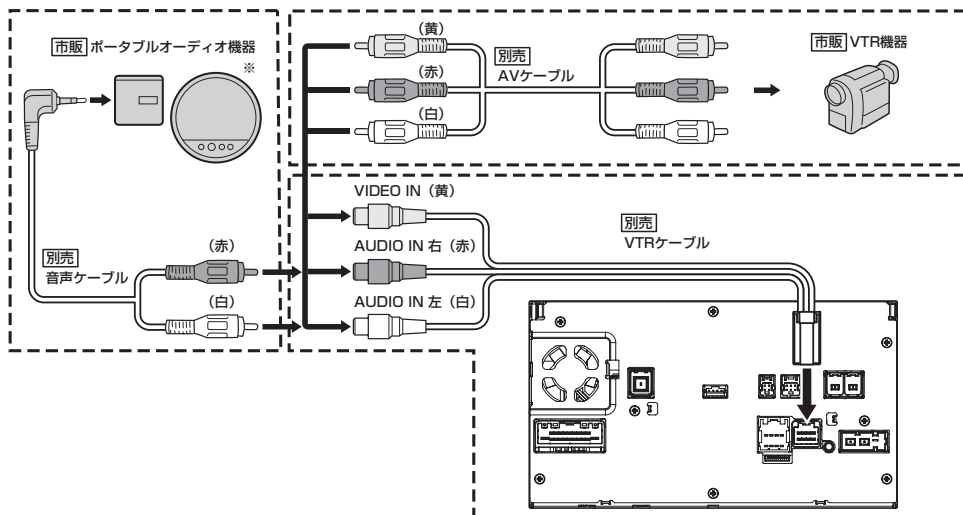 市販 ポータブルオーディオ機器
※
別売
音声ケーブル
(赤)
(白)
(黄)
(赤)
(白)
別売
AVケーブル
市販 VTR機器
VIDEO IN（黄）
AUDIO IN 右（赤）
AUDIO IN 左（白）
別売
VTRケーブル